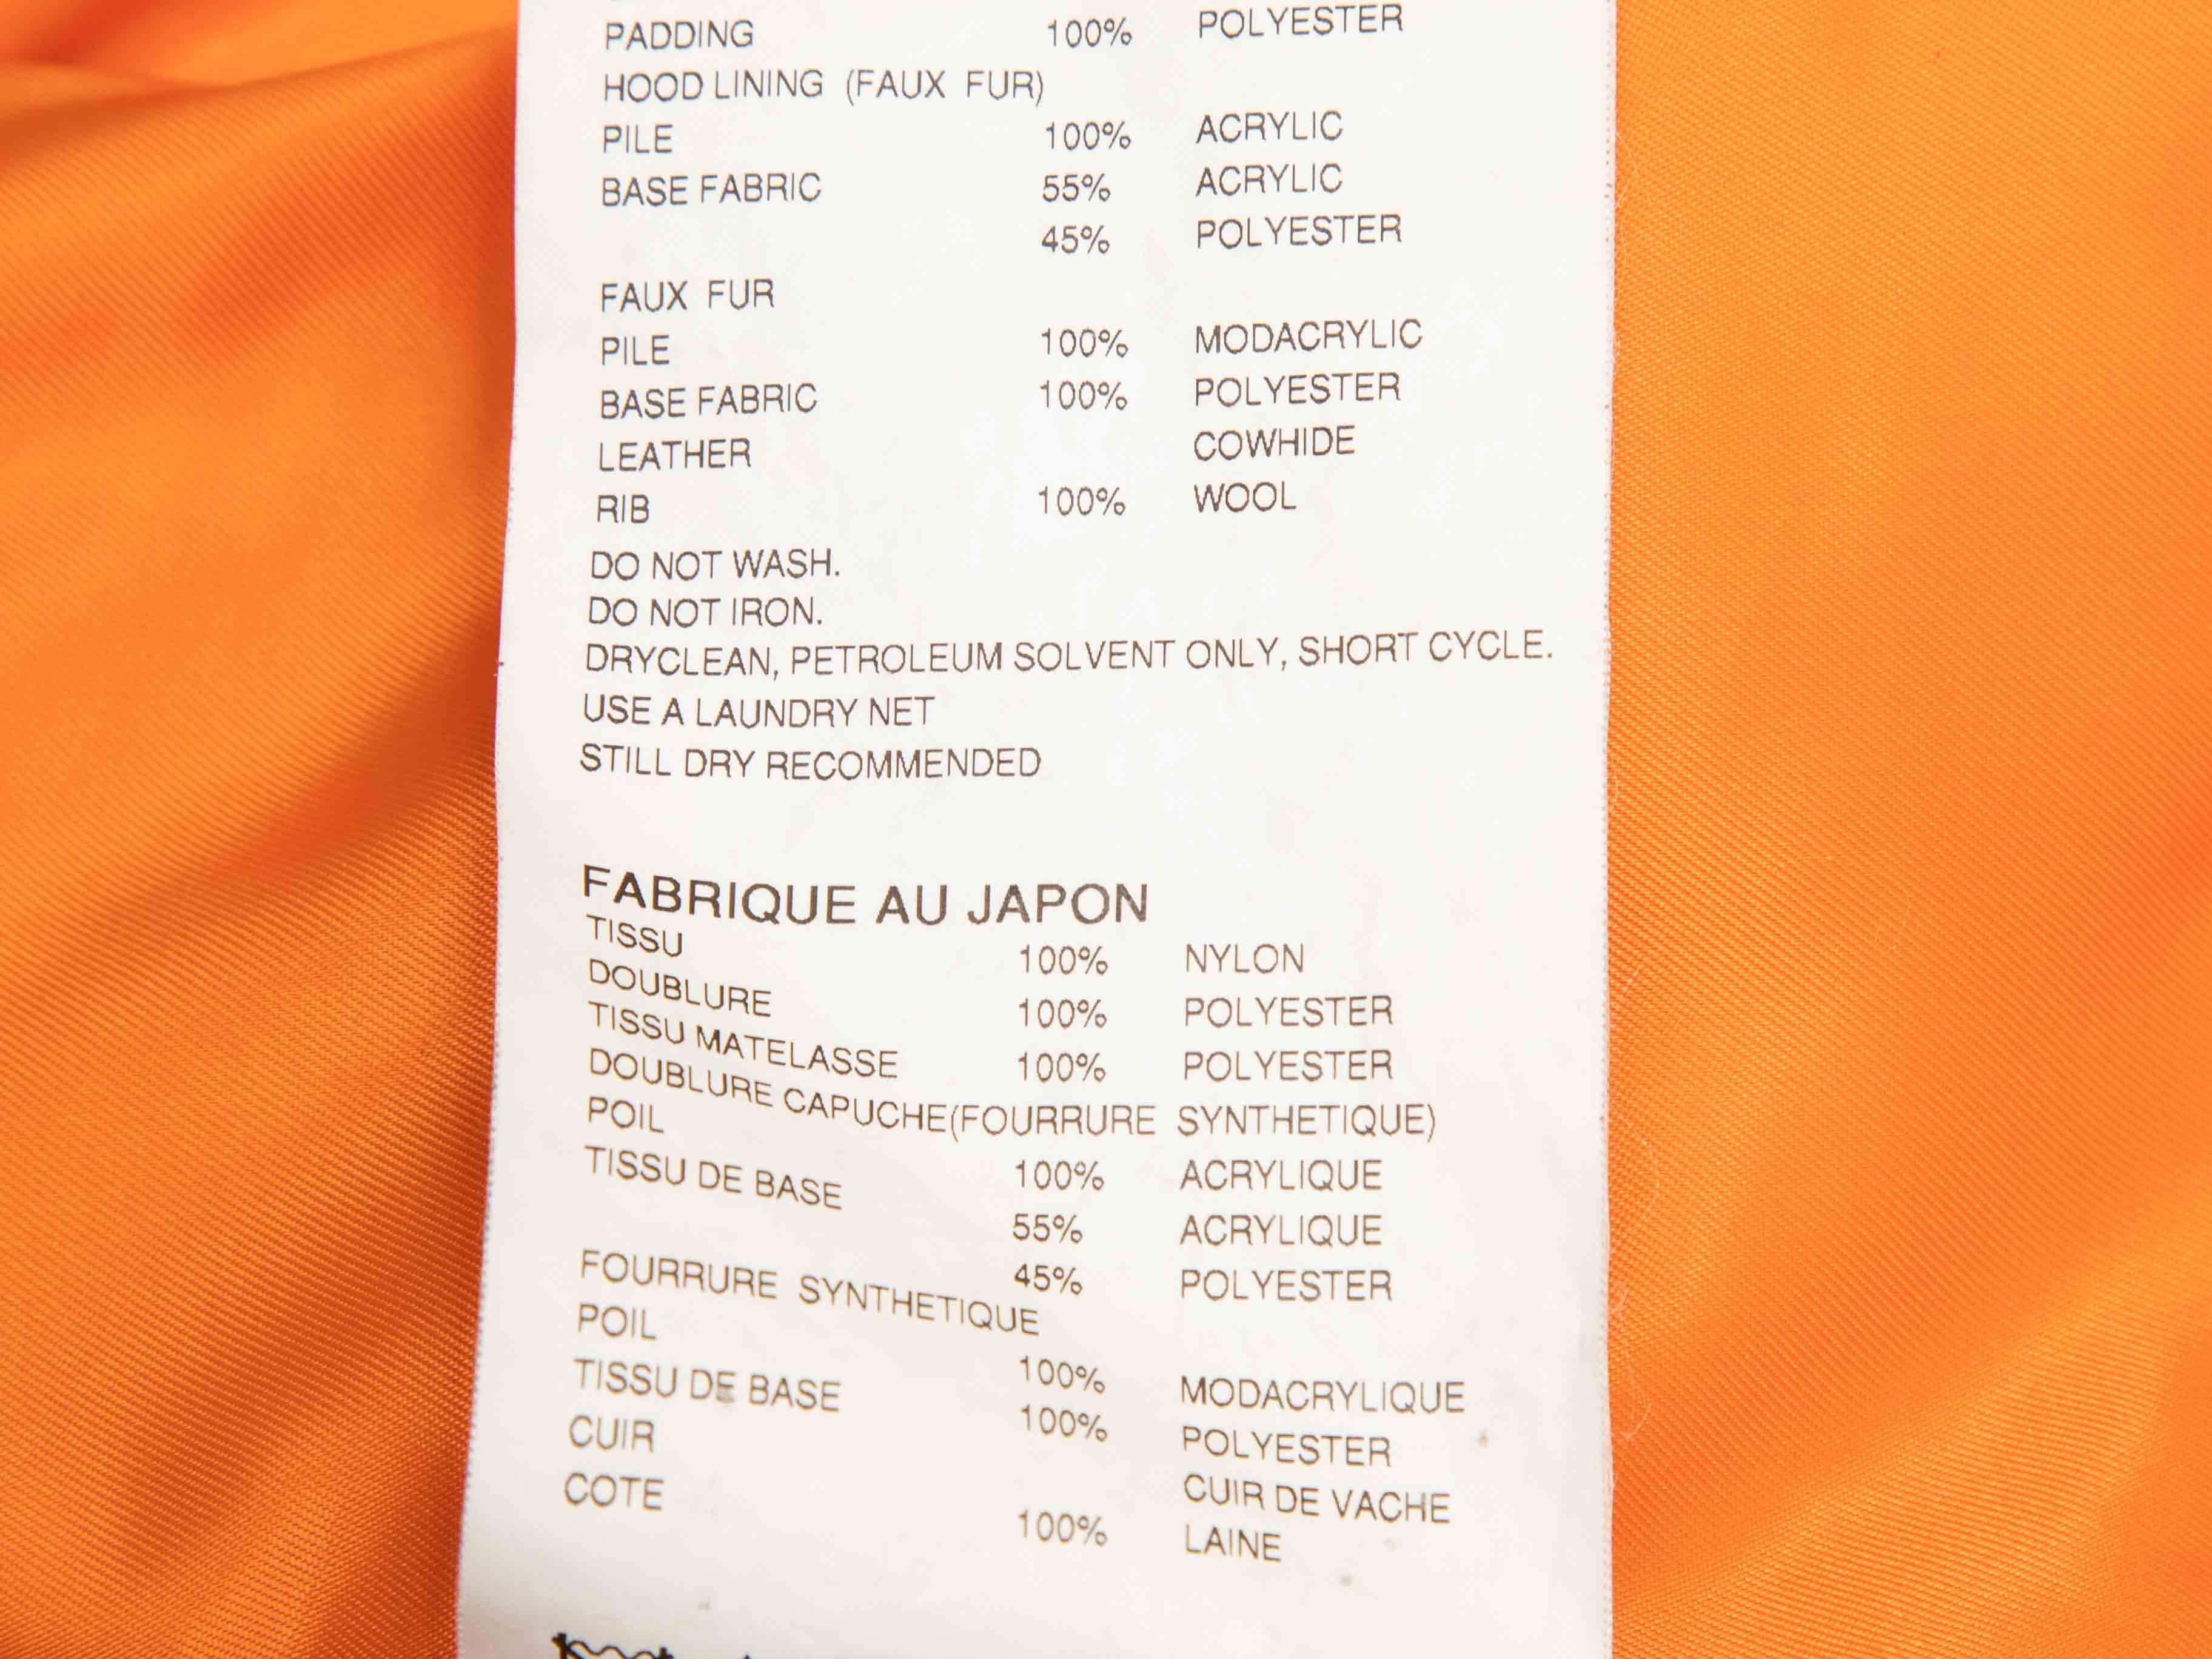 PADDING 100% POLYESTER
HOOD LINING (FAUX FUR)
PILE 100% ACRYLIC
BASE FABRIC 55% ACRYLIC
45% POLYESTER
FAUX FUR
PILE 100% MODACRYLIC
BASE FABRIC 100% POLYESTER
LEATHER COWHIDE
RIB 100% WOOL
DO NOT WASH.
DO NOT IRON.
DRYCLEAN, PETROLEUM SOLVENT ONLY, SHORT CYCLE.
USE A LAUNDRY NET
STILL DRY RECOMMENDED
FABRIQUE AU JAPON
TISSU 100% NYLON
DOUBLURE 100% POLYESTER
TISSU MATELASSE 100% POLYESTER
DOUBLURE CAPUCHE(FOURRURE SYNTHETIQUE)
POIL 100% ACRYLIQUE
TISSU DE BASE 55% ACRYLIQUE
45% POLYESTER
FOURRURE SYNTHETIQUE
POIL 100% MODACRYLIQUE
TISSU DE BASE 100% POLYESTER
CUIR CUIR DE VACHE
COTE 100% LAINE